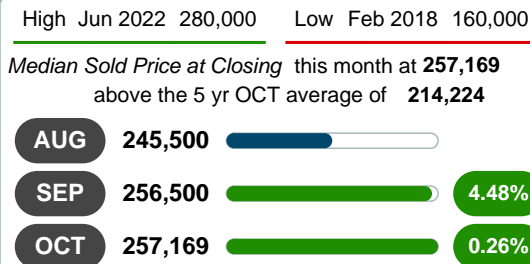 High Jun 2022 280,000 Low Feb 2018 160,000
Median Sold Price at Closing this month at 257,169
above the 5 yr OCT average of 214,224
AUG 245,500
SEP 256,500 4.48%
OCT 257,169 0.26%